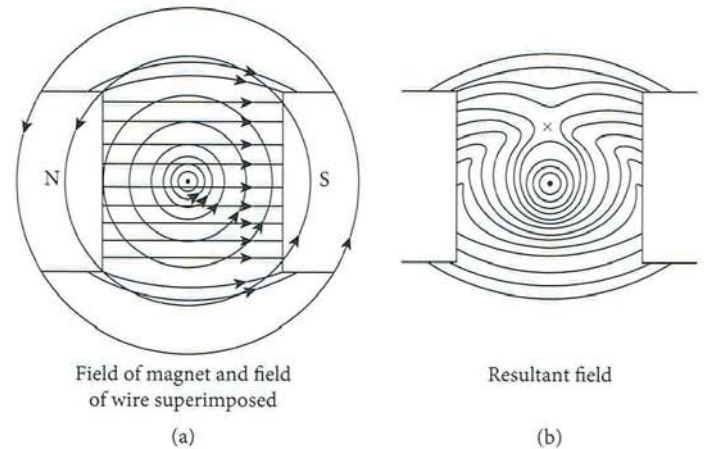 N
S
×
Field of magnet and field
of wire superimposed
(a)
Resultant field
(b)